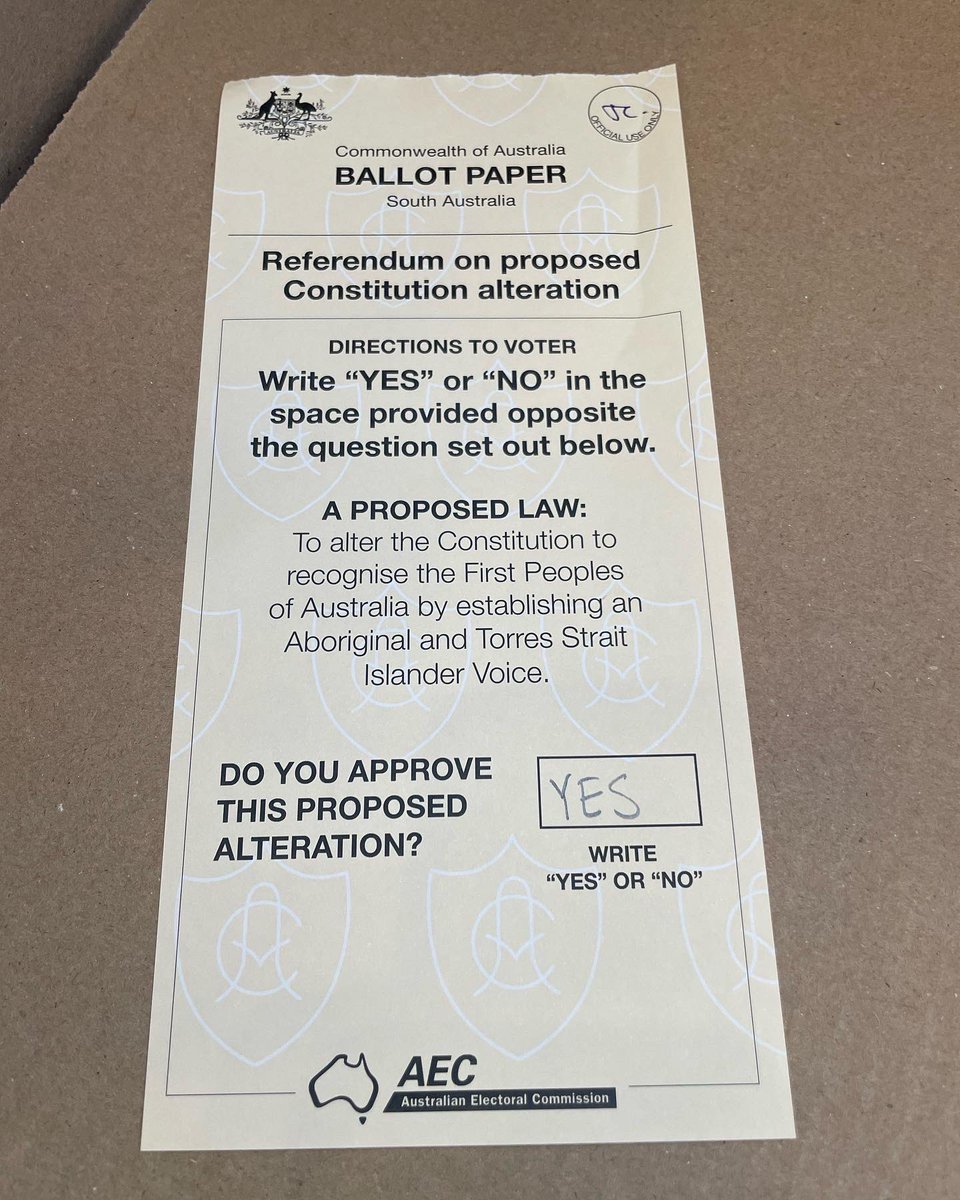 OFFICIAL USE ONLY
Commonwealth of Australia
BALLOT PAPER
South Australia
Referendum on proposed
Constitution alteration
DIRECTIONS TO VOTER
Write “YES” or “NO” in the
space provided opposite
the question set out below.
A PROPOSED LAW:
To alter the Constitution to
recognise the First Peoples
of Australia by establishing an
Aboriginal and Torres Strait
Islander Voice.
DO YOU APPROVE
THIS PROPOSED
ALTERATION?
YES
WRITE
“YES” OR “NO”
AEC
Australian Electoral Commission